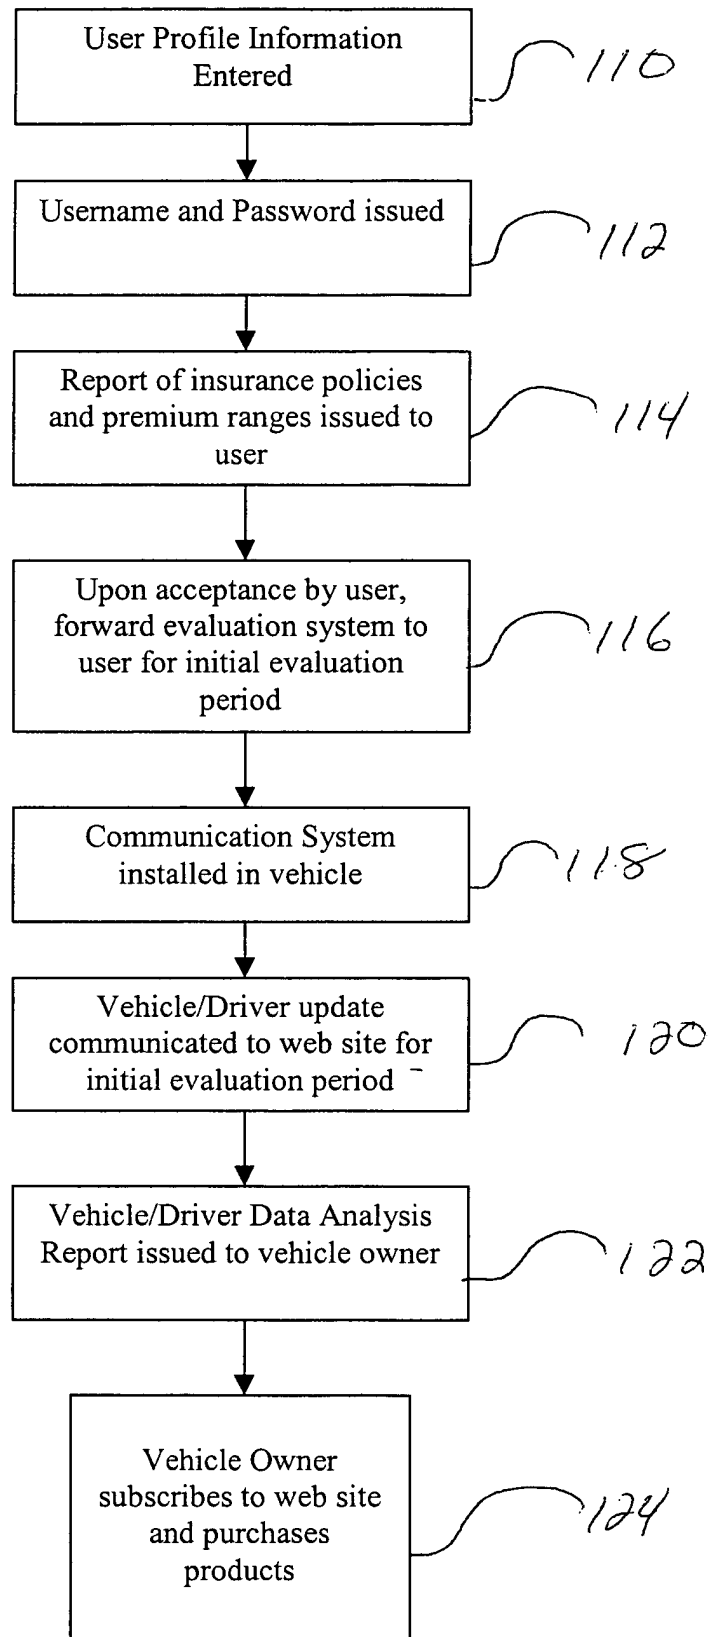 User Profile Information
Entered
110
Username and Password issued
112
Report of insurance policies
and premium ranges issued to
user
114
Upon acceptance by user,
forward evaluation system to
user for initial evaluation
period
116
Communication System
installed in vehicle
118
Vehicle/Driver update
communicated to web site for
initial evaluation period
120
Vehicle/Driver Data Analysis
Report issued to vehicle owner
122
Vehicle Owner
subscribes to web site
and purchases
products
124